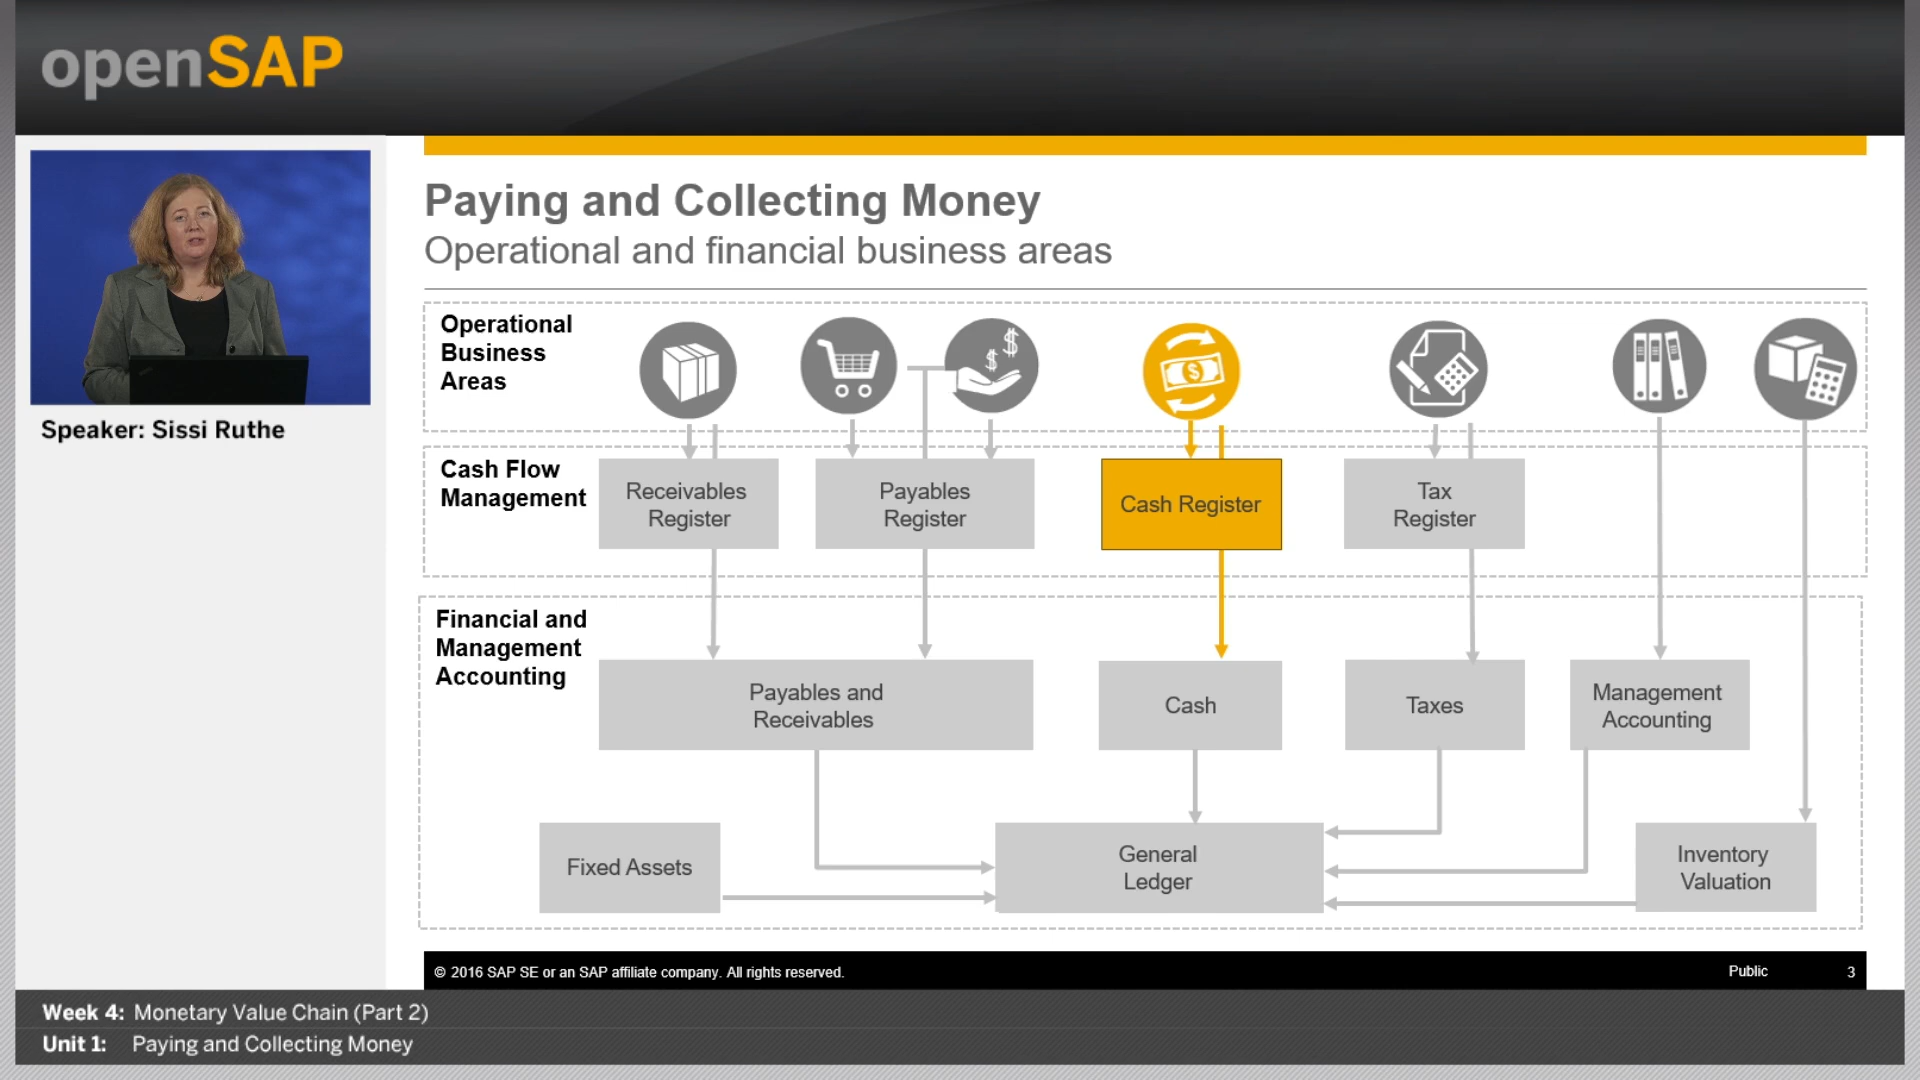 openSAP
Speaker: Sissi Ruthe
Paying and Collecting Money
Operational and financial business areas
Operational
Business
Areas
Cash Flow
Management
Receivables
Register
Payables
Register
Cash Register
Tax
Register
Financial and
Management
Accounting
Payables and
Receivables
Cash
Taxes
Management
Accounting
Fixed Assets
General
Ledger
Inventory
Valuation
© 2016 SAP SE or an SAP affiliate company. All rights reserved.
Public
3
Week 4: Monetary Value Chain (Part 2)
Unit 1: Paying and Collecting Money